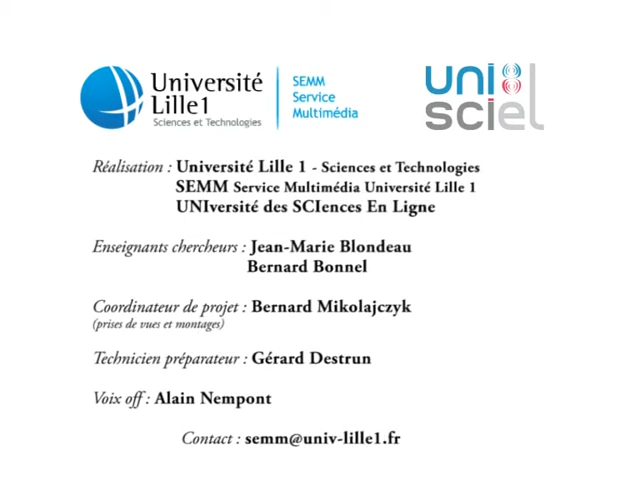 Université
Lille1
Sciences et Technologies
SEMM
Service
Multimédia
uni
sciel
Réalisation : Université Lille 1 - Sciences et Technologies
SEMM Service Multimédia Université Lille 1
UNIversité des SCIences En Ligne
Enseignants chercheurs : Jean-Marie Blondeau
Bernard Bonnel
Coordinateur de projet : Bernard Mikolajczyk
(prises de vues et montages)
Technicien préparateur : Gérard Destrun
Voix off : Alain Nempont
Contact : semm@univ-lille1.fr